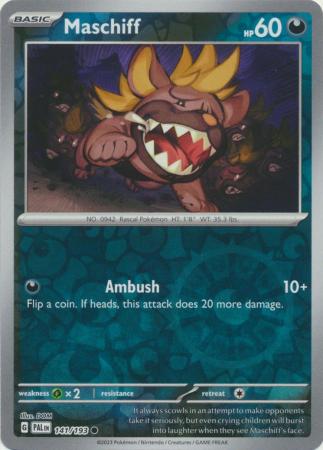 BASIC Maschiff HP60
NO. 0942 Rascal Pokémon HT: 1'8" WT: 35.3 lbs.
Ambush 10+
Flip a coin. If heads, this attack does 20 more damage.
weakness ×2 resistance retreat
Illus. DOM
G PAL EN 141/193
It always scowls in an attempt to make opponents
take it seriously, but even crying children will burst
into laughter when they see Maschiff's face.
©2023 Pokémon / Nintendo / Creatures / GAME FREAK